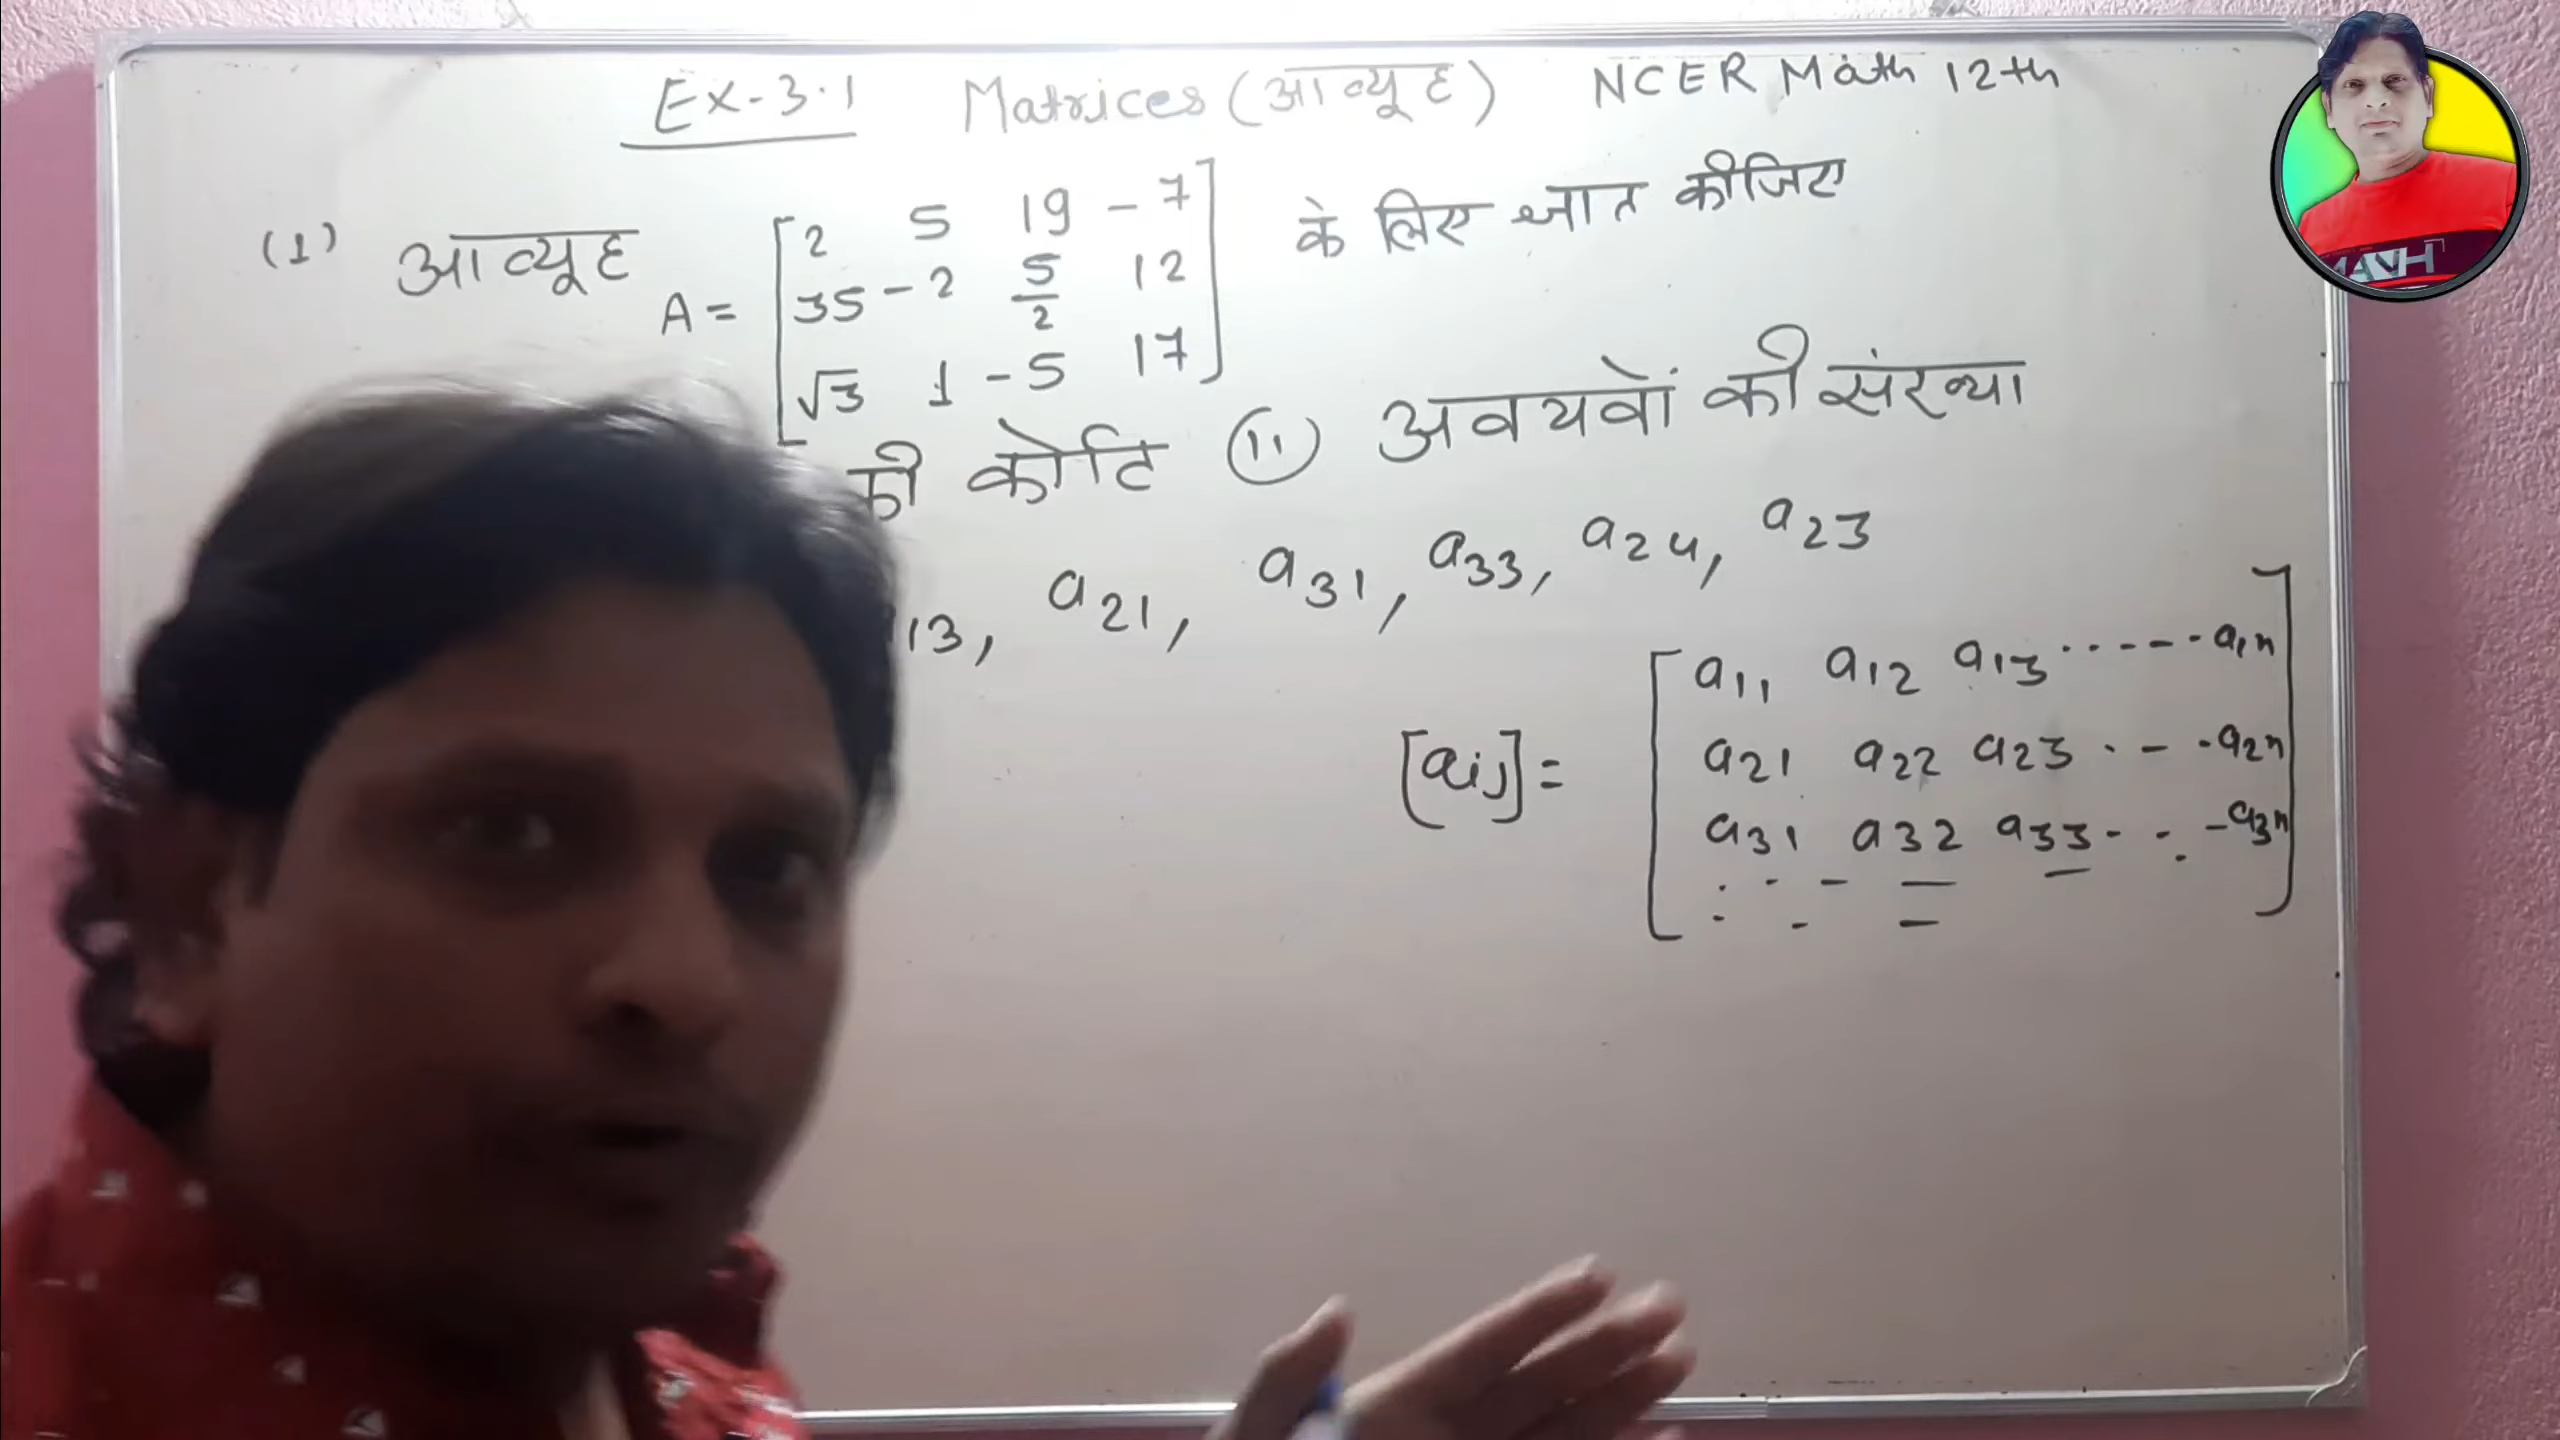 Ex-3.1 Matrices (आव्यूह) NCER Math 12th
(1) आव्यूह A = [2 5 19 -7 के लिए ज्ञात कीजिए
35 -2 5/2 12
√3 1 -5 17]
की कोटि (ii) अवयवों की संख्या
13, a21, a31, a33, a24, a23
[aij] = [a11 a12 a13 ------ a1n
a21 a22 a23 . - - a2n
a31 a32 a33 - . . - a3n]